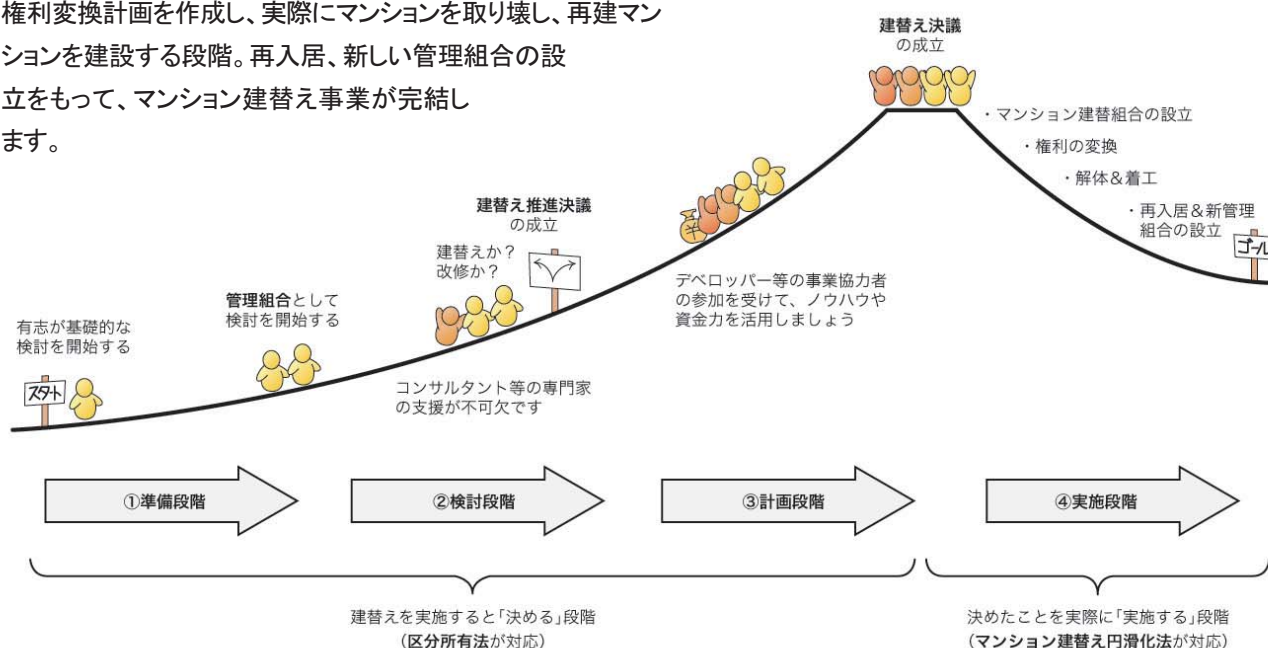 権利変換計画を作成し、実際にマンションを取り壊し、再建マン
ションを建設する段階。再入居、新しい管理組合の設
立をもって、マンション建替え事業が完結し
ます。
建替え決議
の成立
・マンション建替組合の設立
・権利の変換
・解体&着工
・再入居&新管理
組合の設立
ゴール
建替え推進決議
の成立
建替えか?
改修か?
デベロッパー等の事業協力者
の参加を受けて、ノウハウや
資金力を活用しましょう
管理組合として
検討を開始する
有志が基礎的な
検討を開始する
スタート
コンサルタント等の専門家
の支援が不可欠です
¥
①準備段階
②検討段階
③計画段階
④実施段階
建替えを実施すると「決める」段階
(区分所有法が対応)
決めたことを実際に「実施する」段階
(マンション建替え円滑化法が対応)